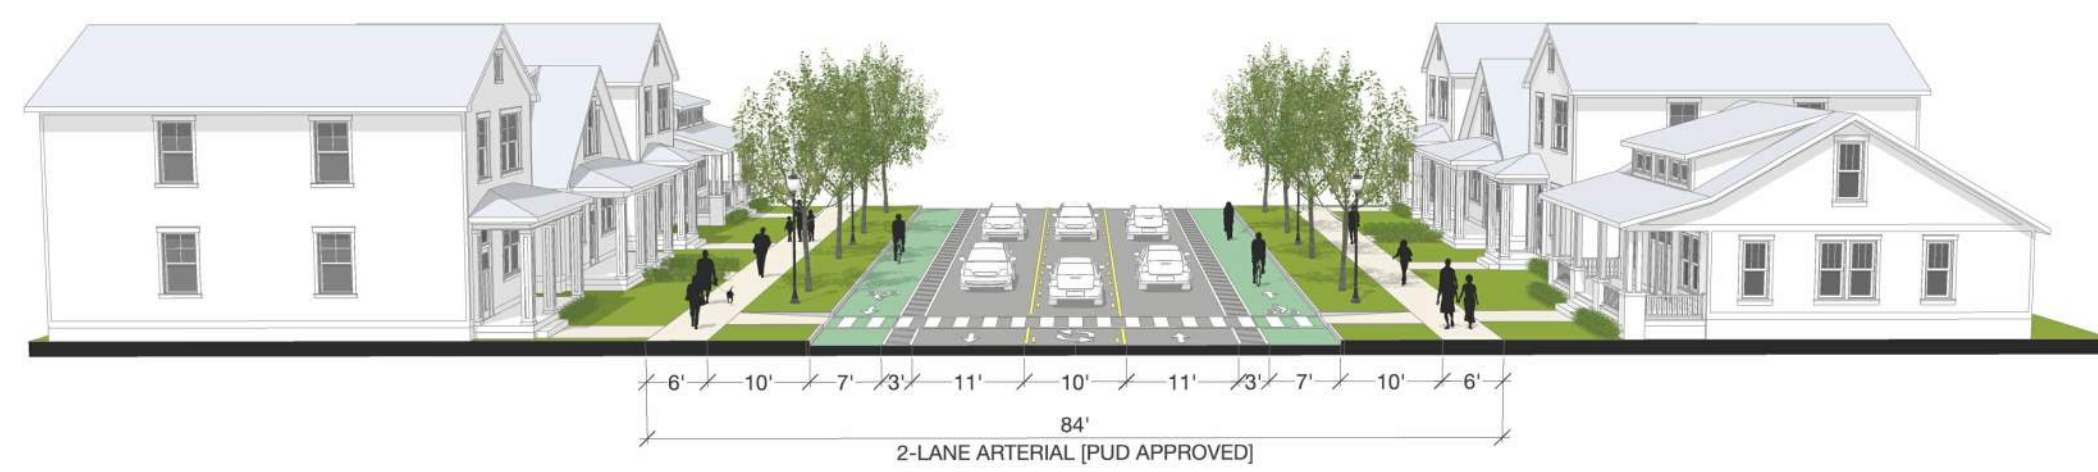 6' 10' 7' 3' 11' 10' 11' 3' 7' 10' 6'
84'
2-LANE ARTERIAL [PUD APPROVED]